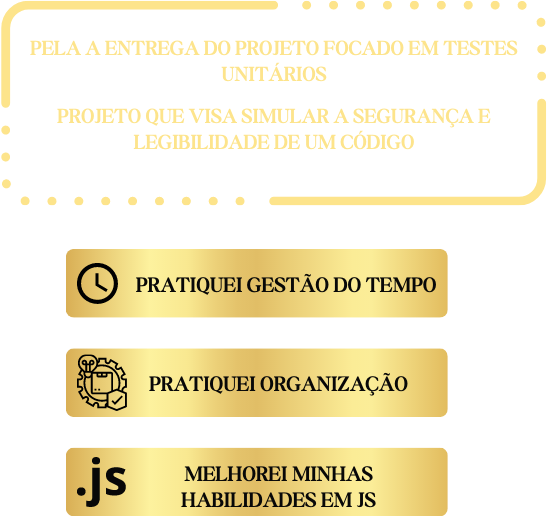 PELA A ENTREGA DO PROJETO FOCADO EM TESTES
UNITÁRIOS
PROJETO QUE VISA SIMULAR A SEGURANÇA E
LEGIBILIDADE DE UM CÓDIGO
PRATIQUEI GESTÃO DO TEMPO
PRATIQUEI ORGANIZAÇÃO
.js
MELHOREI MINHAS
HABILIDADES EM JS